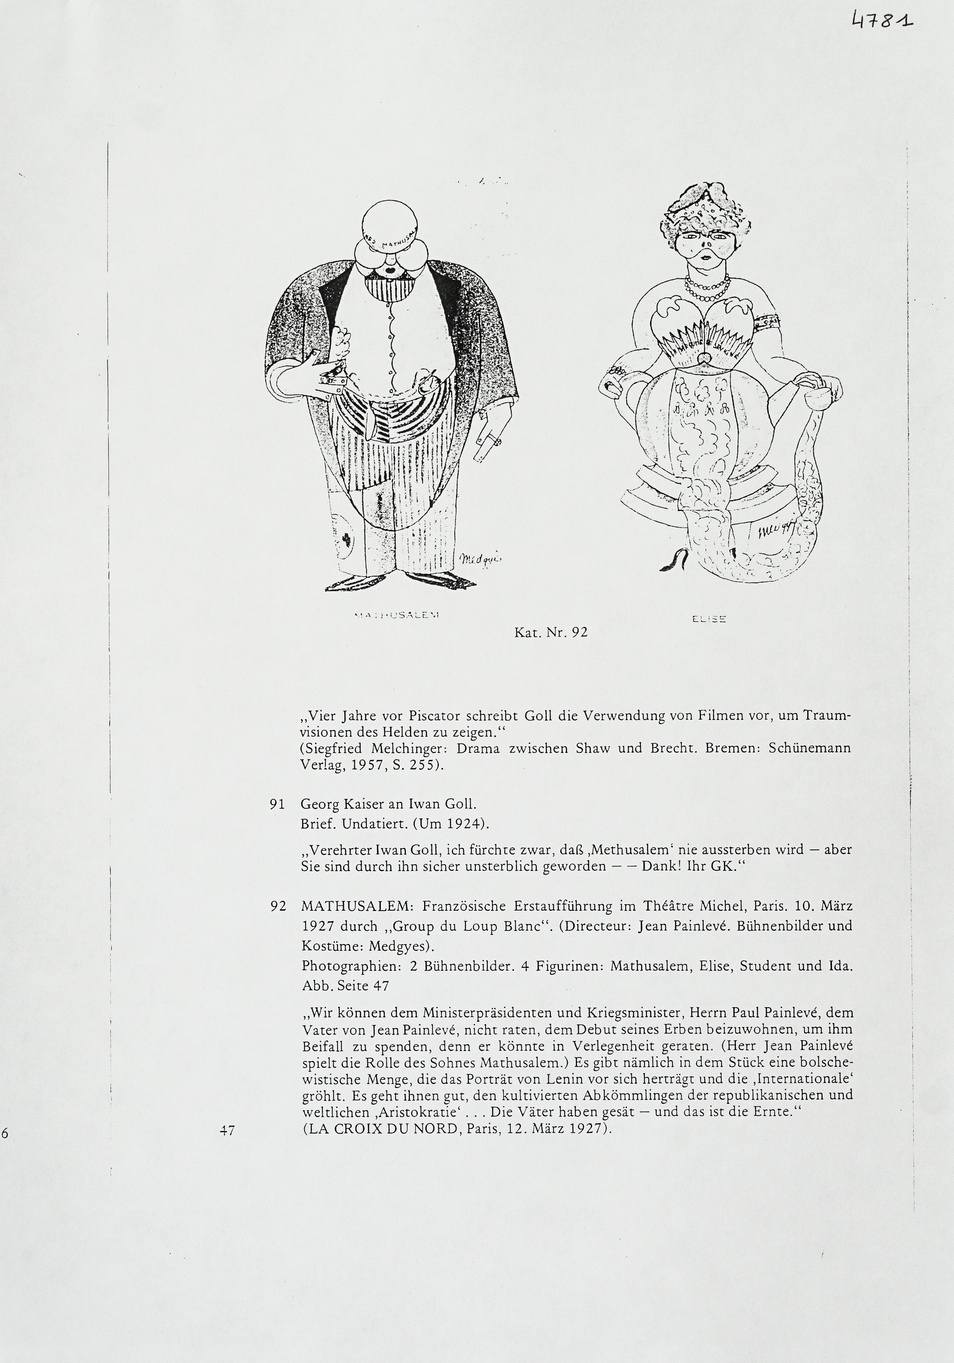 4781
Medgyes
MATHUSALEM
ELISE
Kat. Nr. 92
„Vier Jahre vor Piscator schreibt Goll die Verwendung von Filmen vor, um Traum-
visionen des Helden zu zeigen.“
(Siegfried Melchinger: Drama zwischen Shaw und Brecht. Bremen: Schünemann
Verlag, 1957, S. 255).
91 Georg Kaiser an Iwan Goll.
Brief. Undatiert. (Um 1924).
„Verehrter Iwan Goll, ich fürchte zwar, daß ‚Methusalem‘ nie aussterben wird — aber
Sie sind durch ihn sicher unsterblich geworden — — Dank! Ihr GK.“
92 MATHUSALEM: Französische Erstaufführung im Théâtre Michel, Paris. 10. März
1927 durch „Group du Loup Blanc“. (Directeur: Jean Painlevé. Bühnenbilder und
Kostüme: Medgyes).
Photographien: 2 Bühnenbilder. 4 Figurinen: Mathusalem, Elise, Student und Ida.
Abb. Seite 47
„Wir können dem Ministerpräsidenten und Kriegsminister, Herrn Paul Painlevé, dem
Vater von Jean Painlevé, nicht raten, dem Debut seines Erben beizuwohnen, um ihm
Beifall zu spenden, denn er könnte in Verlegenheit geraten. (Herr Jean Painlevé
spielt die Rolle des Sohnes Mathusalem.) Es gibt nämlich in dem Stück eine bolsche-
wistische Menge, die das Porträt von Lenin vor sich herträgt und die ‚Internationale‘
gröhlt. Es geht ihnen gut, den kultivierten Abkömmlingen der republikanischen und
weltlichen ‚Aristokratie‘ . . . Die Väter haben gesät — und das ist die Ernte.“
(LA CROIX DU NORD, Paris, 12. März 1927).
6
47